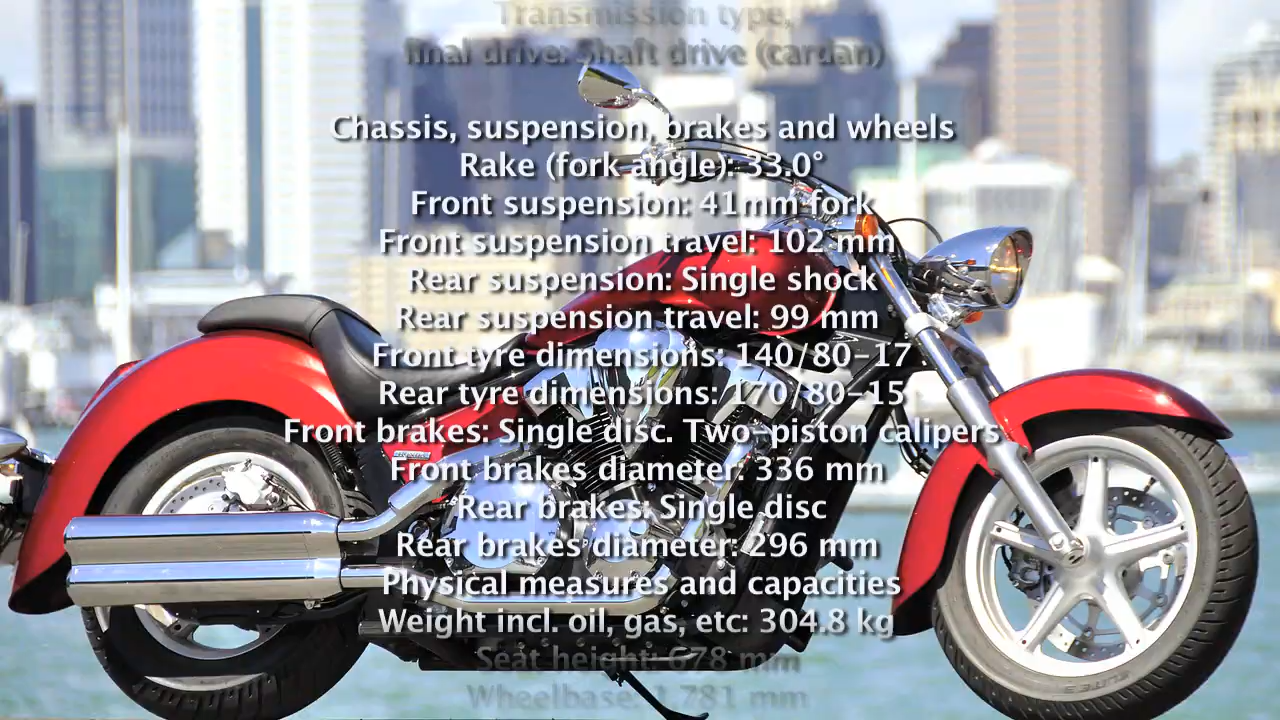 Transmission type,
final drive: Shaft drive (cardan)
Chassis, suspension, brakes and wheels
Rake (fork angle): 33.0°
Front suspension: 41mm fork
Front suspension travel: 102 mm
Rear suspension: Single shock
Rear suspension travel: 99 mm
Front tyre dimensions: 140/80-17
Rear tyre dimensions: 170/80-15
Front brakes: Single disc. Two-piston calipers
Front brakes diameter: 336 mm
Rear brakes: Single disc
Rear brakes diameter: 296 mm
Physical measures and capacities
Weight incl. oil, gas, etc: 304.8 kg
Seat height: 678 mm
Wheelbase: 1,781 mm